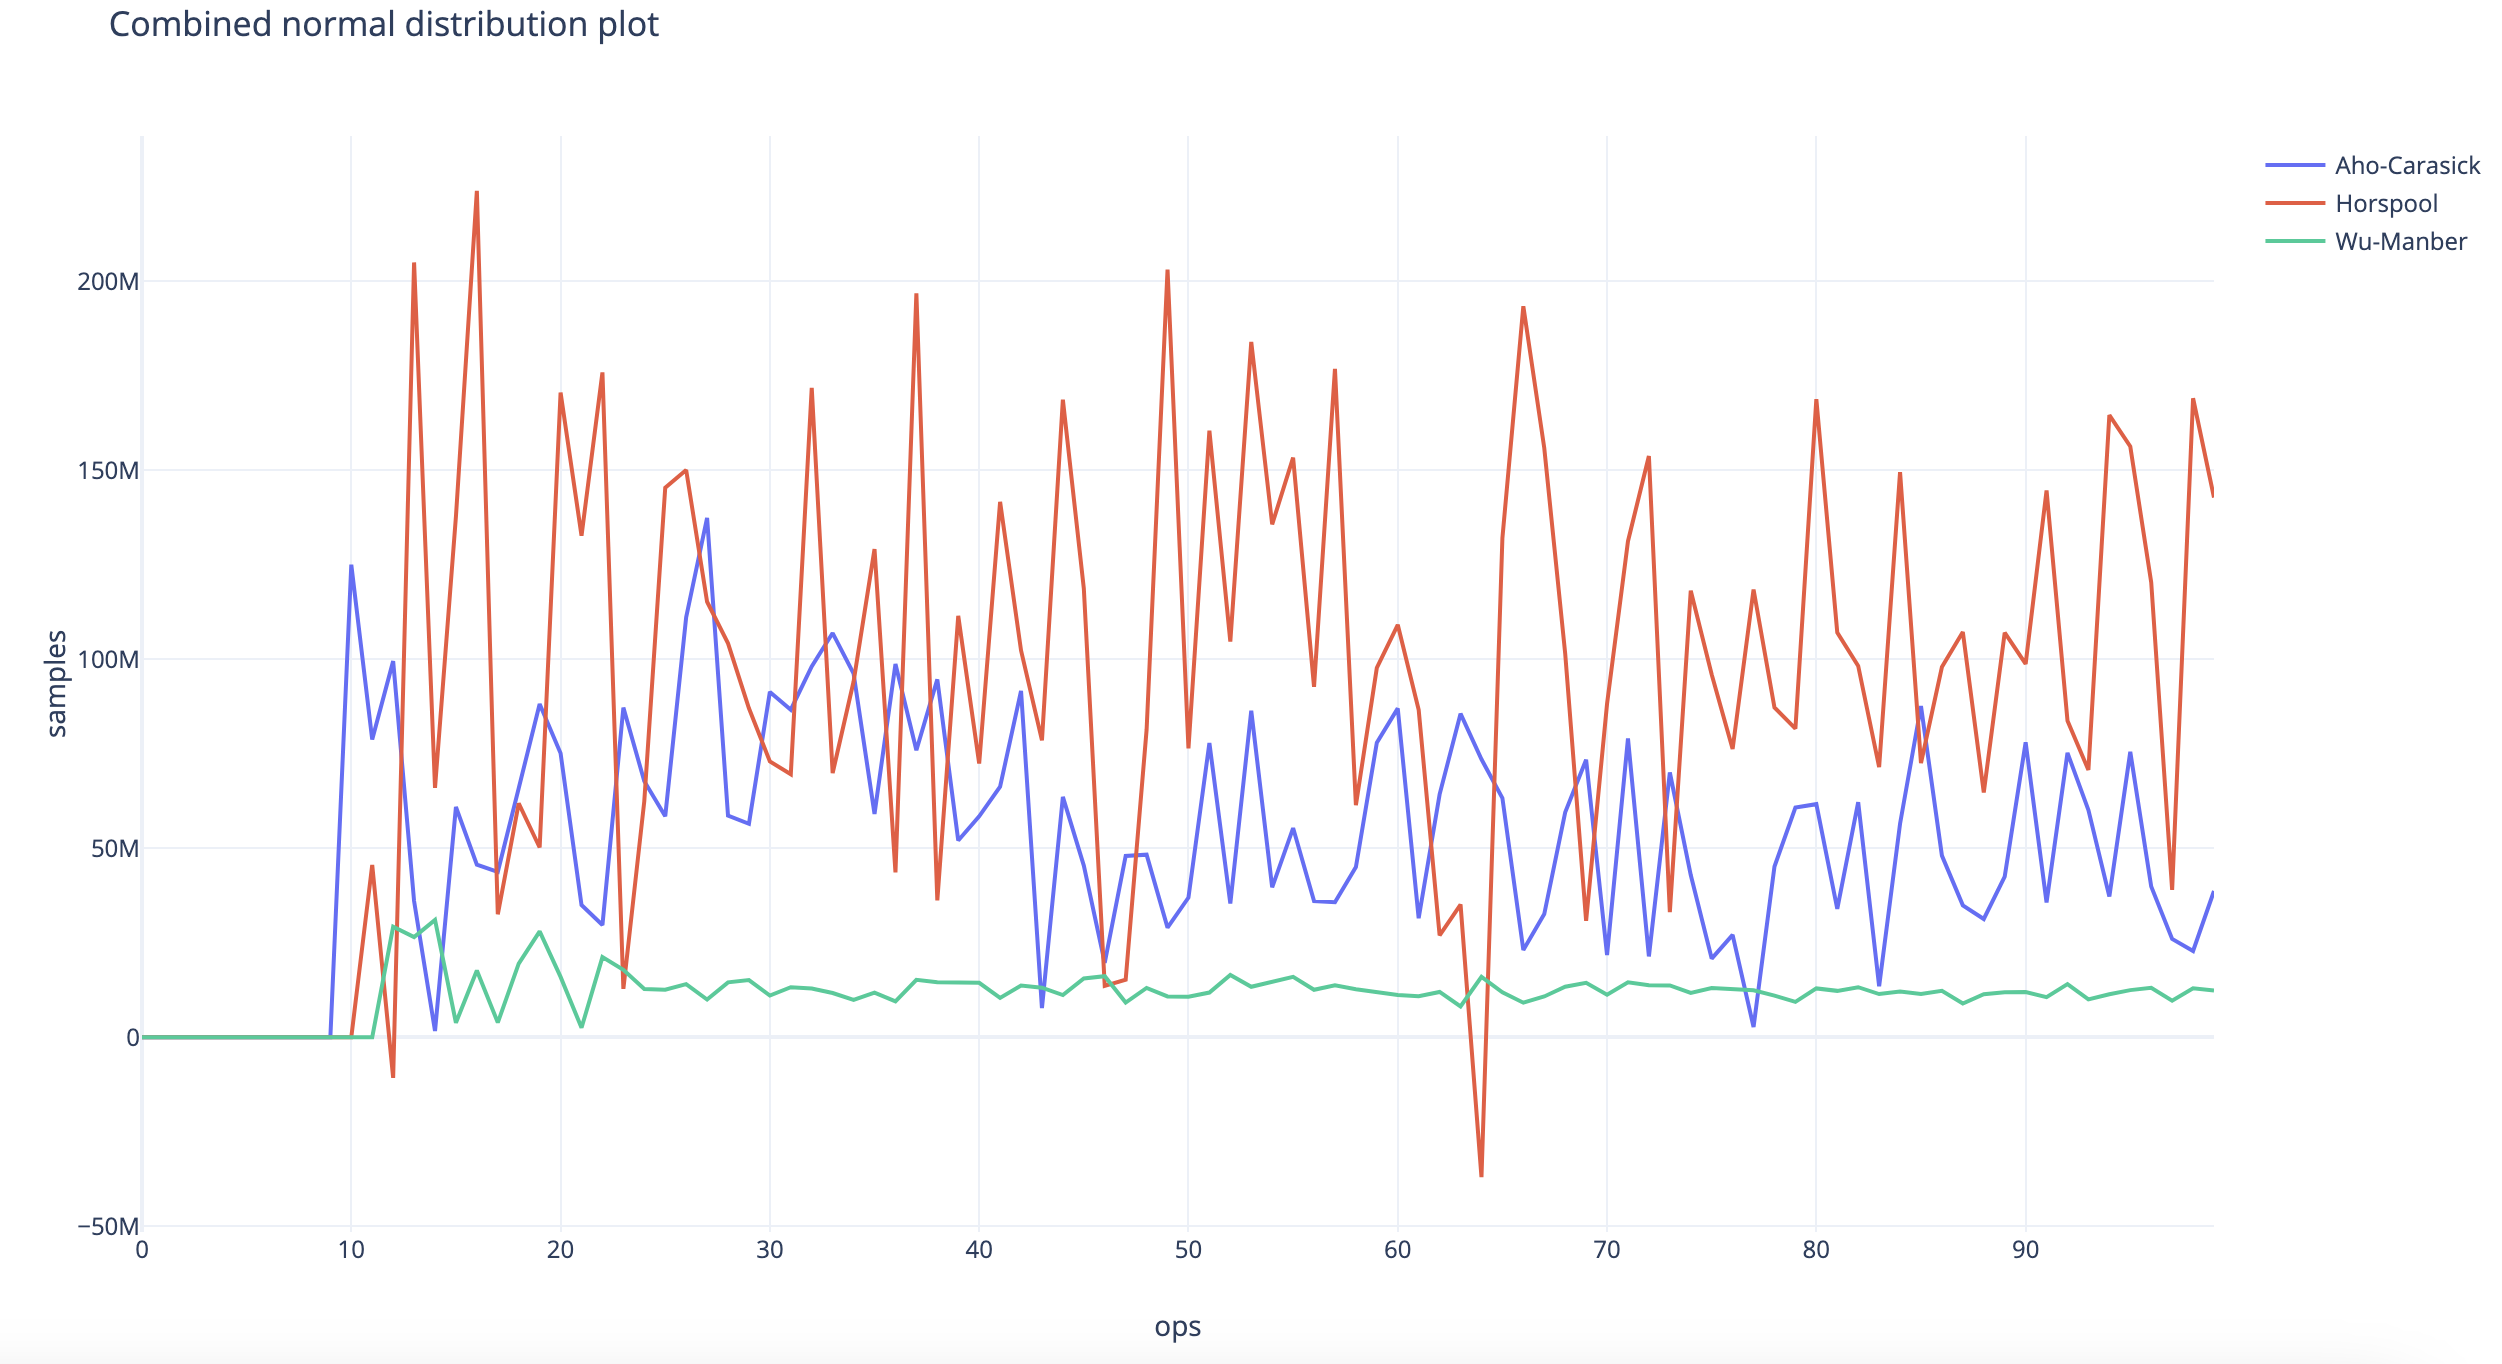 Combined normal distribution plot
Aho-Carasick
Horspool
Wu-Manber
200M
150M
100M
50M
0
−50M
samples
0 10 20 30 40 50 60 70 80 90
ops